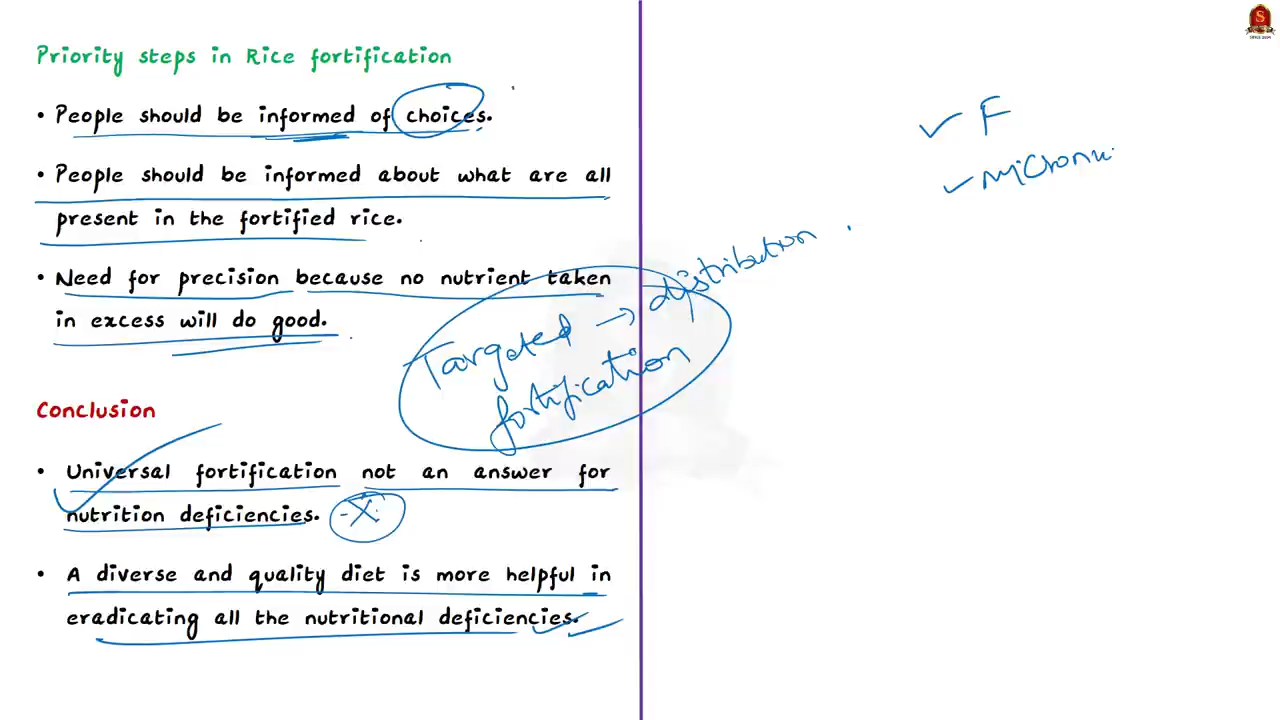 Priority steps in Rice fortification
• People should be informed of choices.
• People should be informed about what are all
present in the fortified rice.
• Need for precision because no nutrient taken
in excess will do good.
Targeted → distribution
fortification
Conclusion
• Universal fortification not an answer for
nutrition deficiencies. X
• A diverse and quality diet is more helpful in
eradicating all the nutritional deficiencies.
✓ F
✓
S